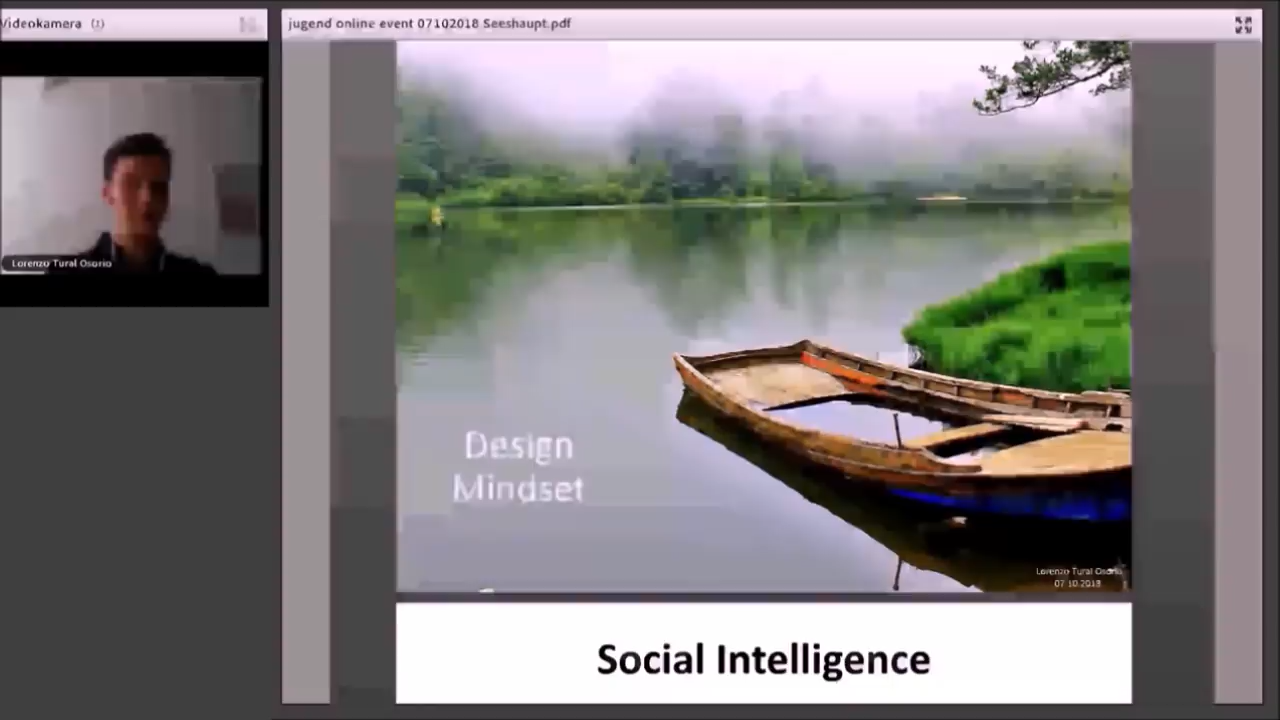 Videokamera (1)
jugend online event 07102018 Seeshaupt.pdf
Lorenzo Tural Osorio
Design
Mindset
Lorenzo Tural Osorio
07 10 2018
Social Intelligence